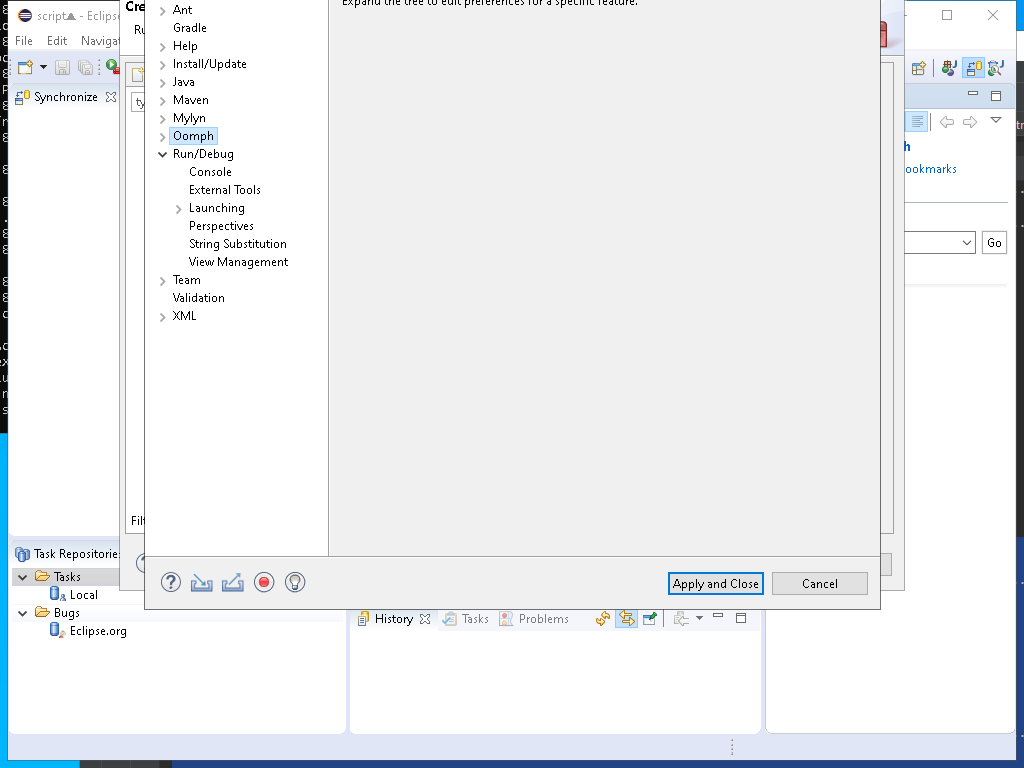 script - Eclipse
File Edit Navigat
Synchronize
Cre
Ru
ty
Filt
Expand the tree to edit preferences for a specific feature.
Ant
Gradle
Help
Install/Update
Java
Maven
Mylyn
Oomph
Run/Debug
Console
External Tools
Launching
Perspectives
String Substitution
View Management
Team
Validation
XML
Apply and Close
Cancel
ookmarks
Go
Task Repositorie
Tasks
Local
Bugs
Eclipse.org
History
Tasks
Problems